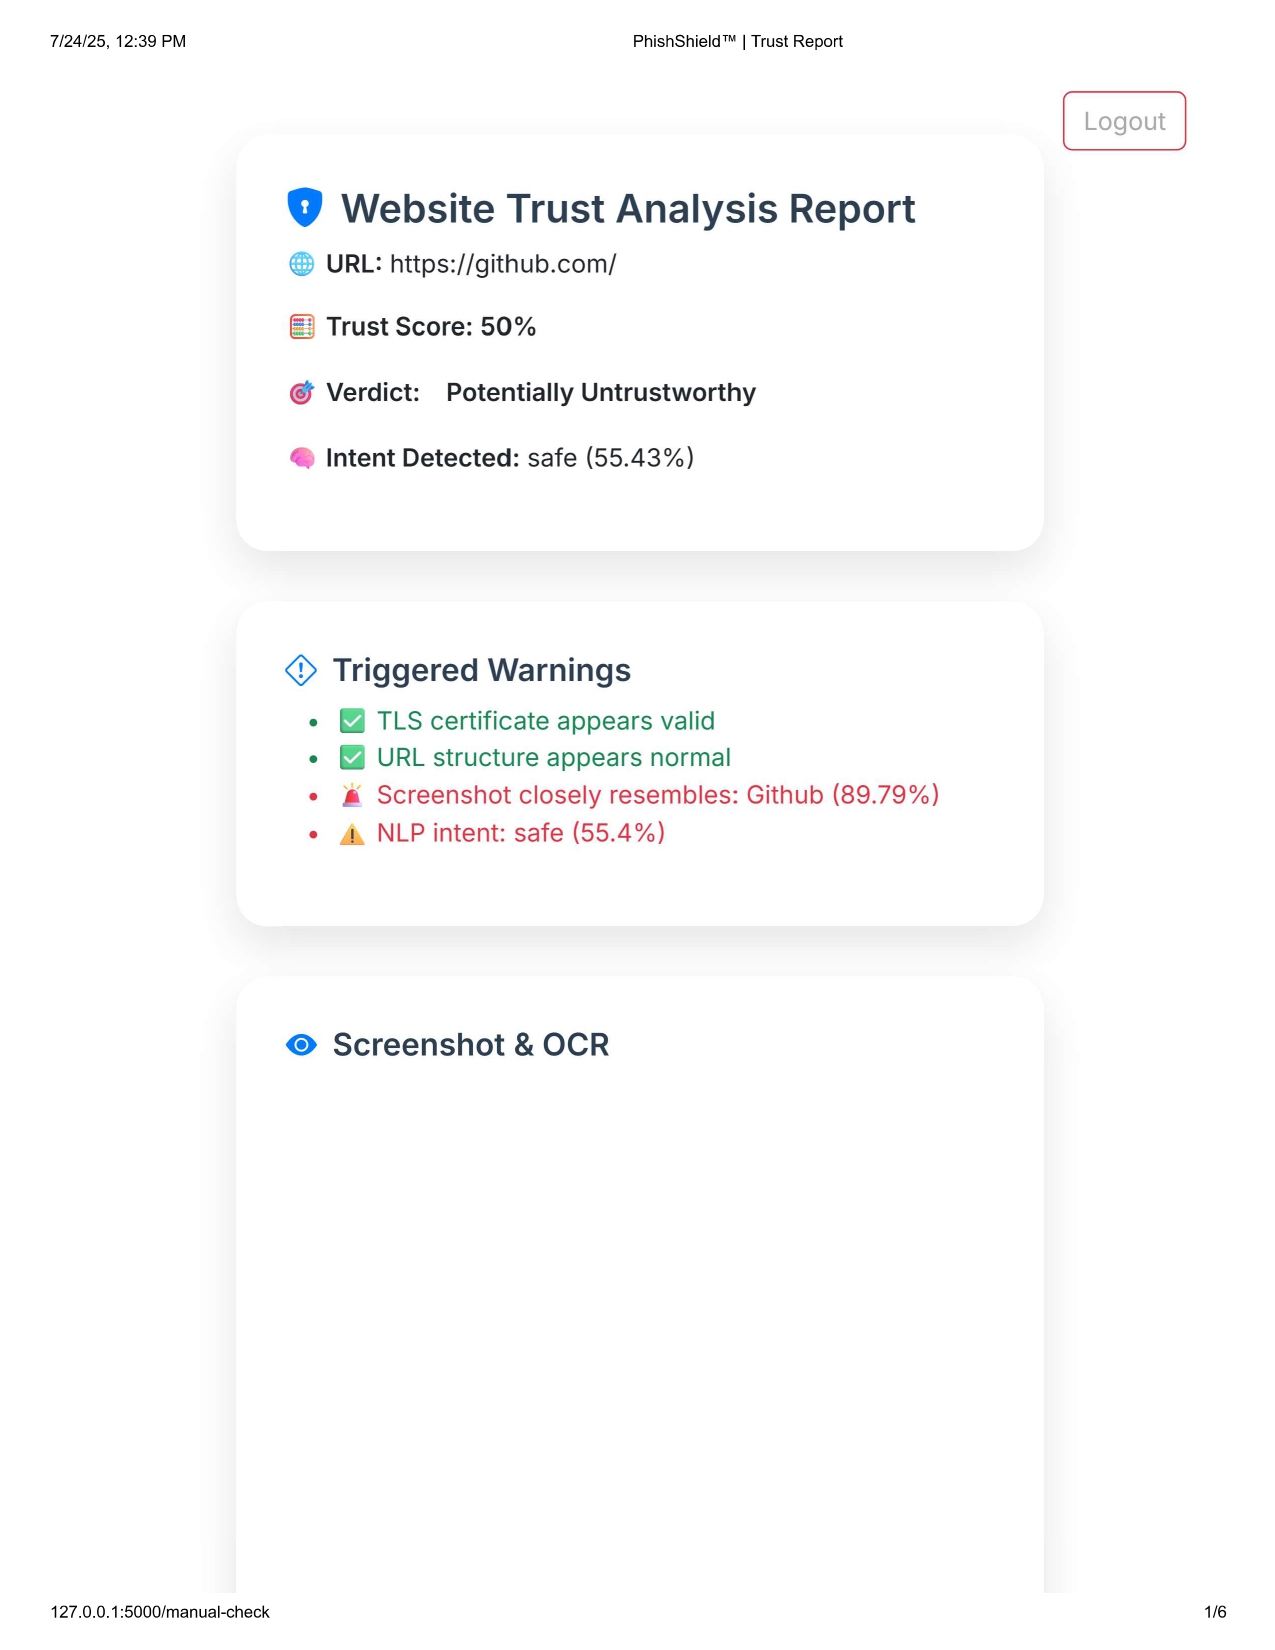 7/24/25, 12:39 PM
PhishShield™ | Trust Report
Logout
Website Trust Analysis Report
🌐 URL: https://github.com/
🧮 Trust Score: 50%
🎯 Verdict: Potentially Untrustworthy
🧠 Intent Detected: safe (55.43%)
Triggered Warnings
• ✅ TLS certificate appears valid
• ✅ URL structure appears normal
• 🚨 Screenshot closely resembles: Github (89.79%)
• ⚠️ NLP intent: safe (55.4%)
Screenshot & OCR
127.0.0.1:5000/manual-check
1/6